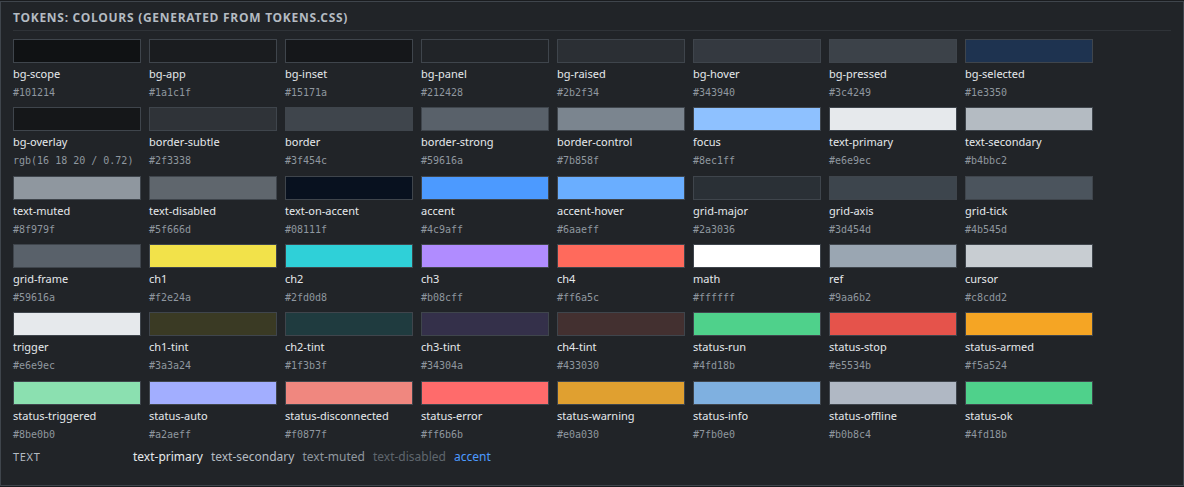 TOKENS: COLOURS (GENERATED FROM TOKENS.CSS)
bg-scope bg-app bg-inset bg-panel bg-raised bg-hover bg-pressed bg-selected
#101214 #1a1c1f #15171a #212428 #2b2f34 #343940 #3c4249 #1e3350
bg-overlay border-subtle border border-strong border-control focus text-primary text-secondary
rgb(16 18 20 / 0.72) #2f3338 #3f454c #59616a #7b858f #8ec1ff #e6e9ec #b4bbc2
text-muted text-disabled text-on-accent accent accent-hover grid-major grid-axis grid-tick
#8f979f #5f666d #08111f #4c9aff #6aaeff #2a3036 #3d454d #4b545d
grid-frame ch1 ch2 ch3 ch4 math ref cursor
#59616a #f2e24a #2fd0d8 #b08cff #ff6a5c #ffffff #9aa6b2 #c8cdd2
trigger ch1-tint ch2-tint ch3-tint ch4-tint status-run status-stop status-armed
#e6e9ec #3a3a24 #1f3b3f #34304a #433030 #4fd18b #e5534b #f5a524
status-triggered status-auto status-disconnected status-error status-warning status-info status-offline status-ok
#8be0b0 #a2aeff #f0877f #ff6b6b #e0a030 #7fb0e0 #b0b8c4 #4fd18b
TEXT text-primary text-secondary text-muted text-disabled accent